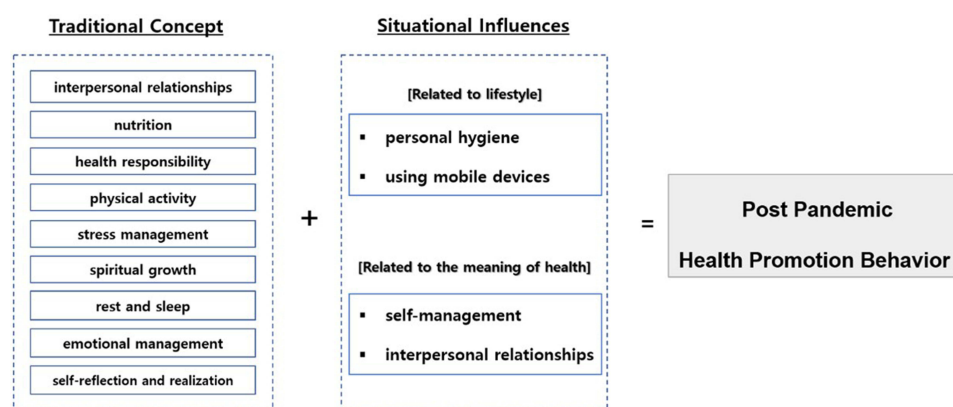 Traditional Concept
interpersonal relationships
nutrition
health responsibility
physical activity
stress management
spiritual growth
rest and sleep
emotional management
self-reflection and realization
+
Situational Influences
[Related to lifestyle]
▪ personal hygiene
▪ using mobile devices
[Related to the meaning of health]
▪ self-management
▪ interpersonal relationships
=
Post Pandemic
Health Promotion Behavior